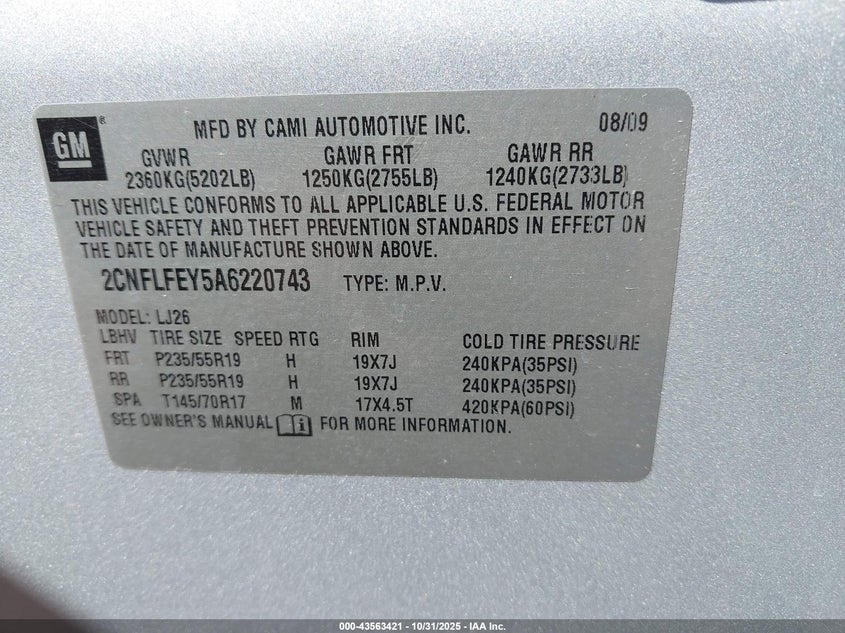 GM ® MFD BY CAMI AUTOMOTIVE INC. 08/09
GVWR GAWR FRT GAWR RR
2360KG(5202LB) 1250KG(2755LB) 1240KG(2733LB)
THIS VEHICLE CONFORMS TO ALL APPLICABLE U.S. FEDERAL MOTOR
VEHICLE SAFETY AND THEFT PREVENTION STANDARDS IN EFFECT ON
THE DATE OF MANUFACTURE SHOWN ABOVE.
2CNFLFEY5A6220743 TYPE: M.P.V.
MODEL: LJ26
LBHV TIRE SIZE SPEED RTG RIM COLD TIRE PRESSURE
FRT P235/55R19 H 19X7J 240KPA(35PSI)
RR P235/55R19 H 19X7J 240KPA(35PSI)
SPA T145/70R17 M 17X4.5T 420KPA(60PSI)
SEE OWNER'S MANUAL FOR MORE INFORMATION.
000-43563421 | 10/31/2025 - IAA Inc.